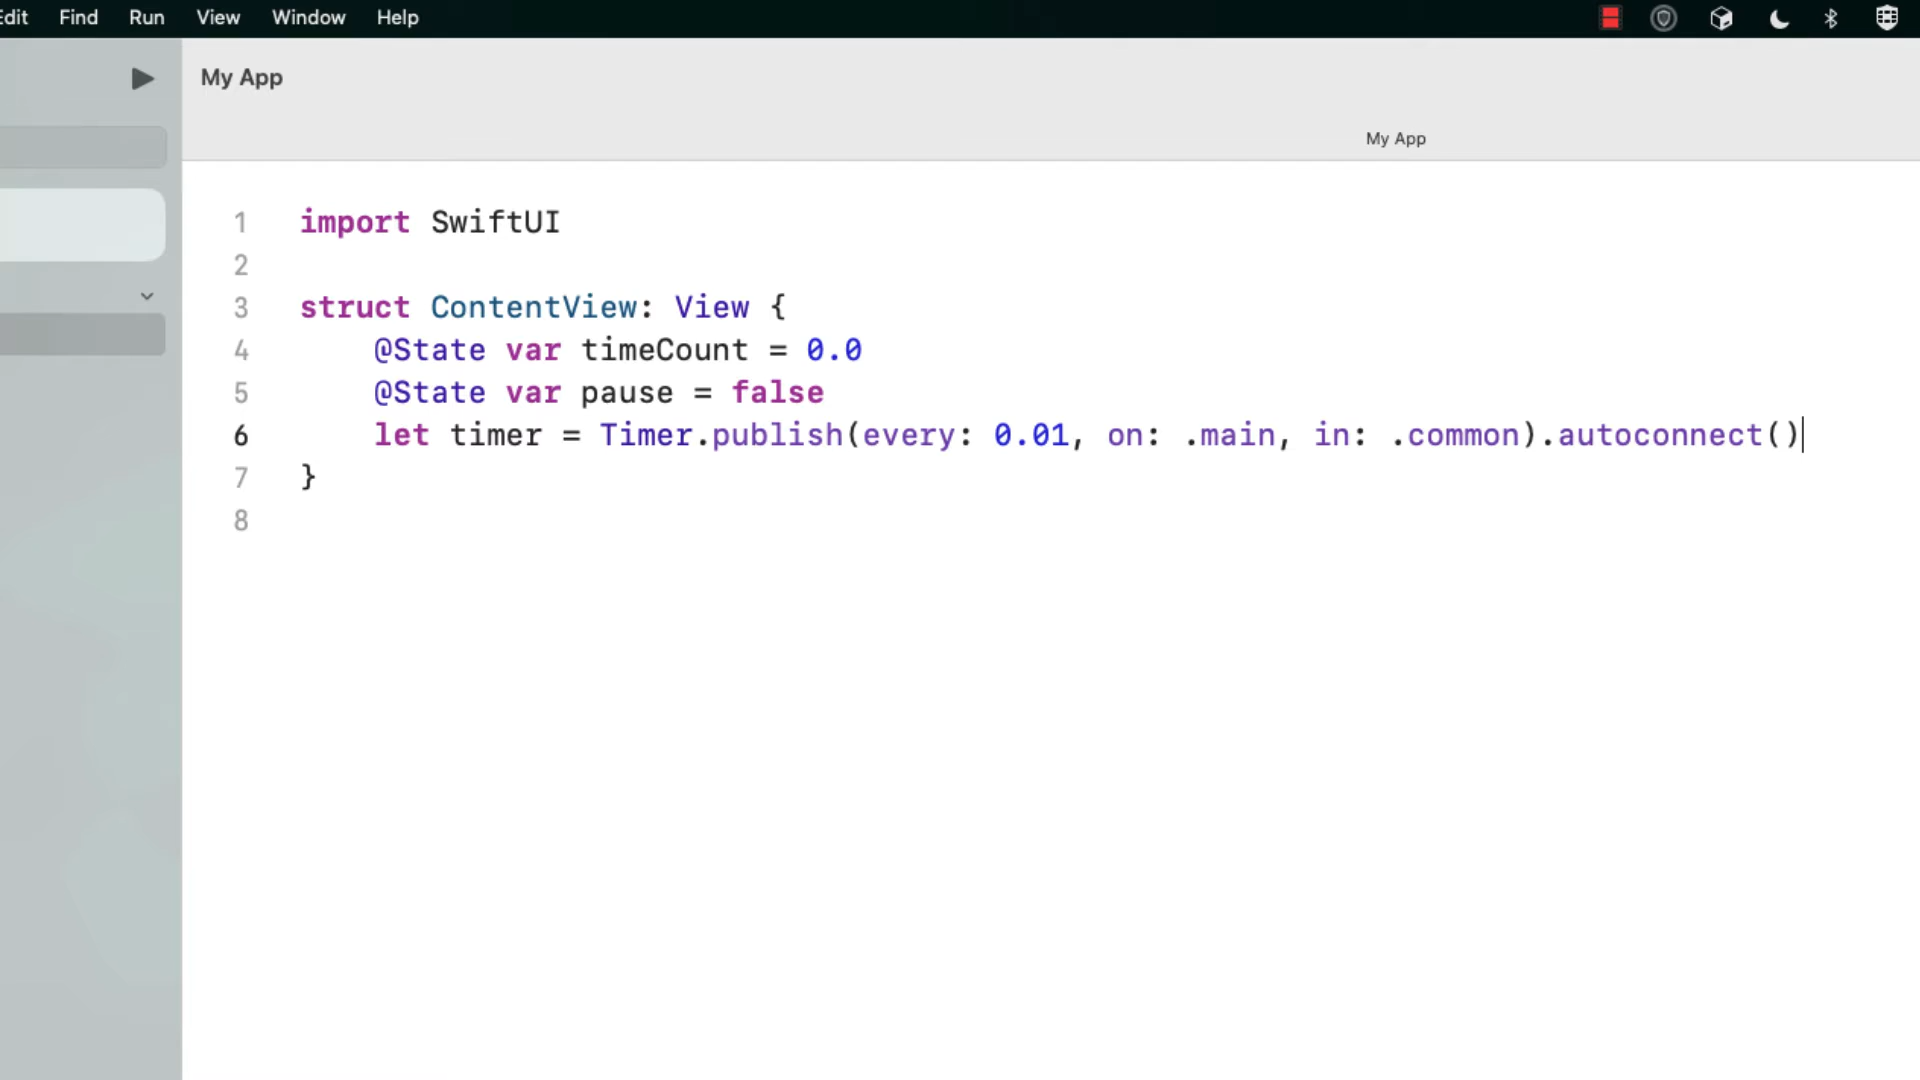 Edit Find Run View Window Help
My App
My App
1 import SwiftUI
2
3 struct ContentView: View {
4 @State var timeCount = 0.0
5 @State var pause = false
6 let timer = Timer.publish(every: 0.01, on: .main, in: .common).autoconnect()
7 }
8